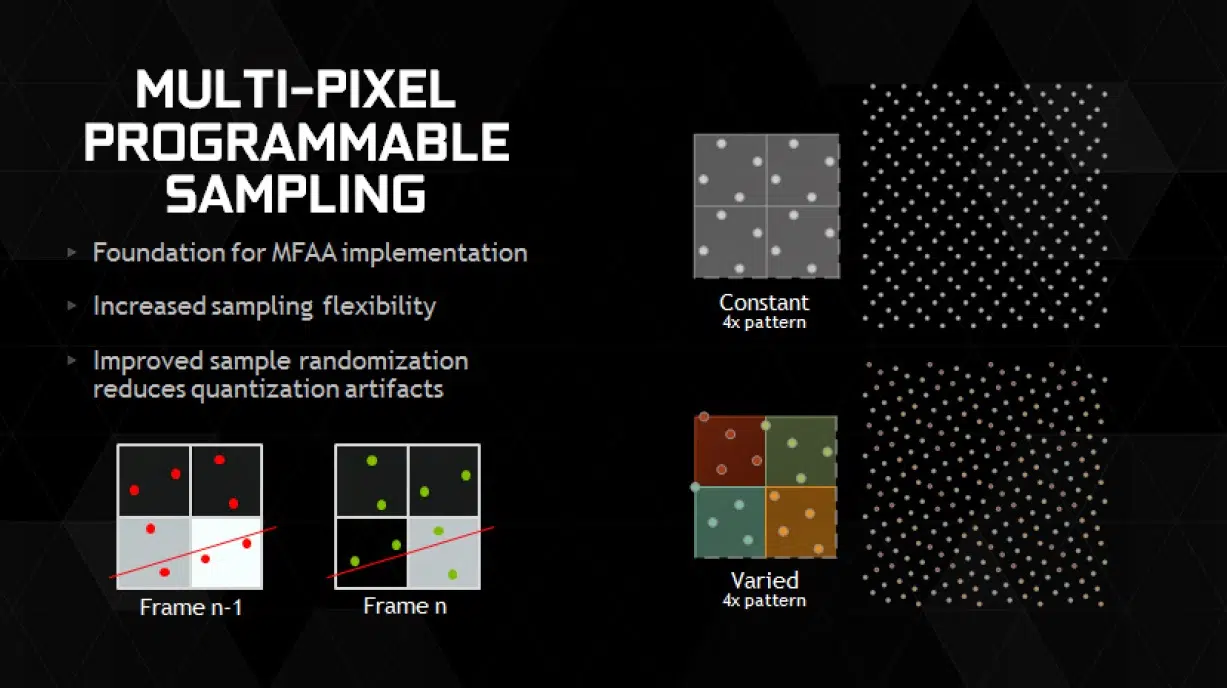 MULTI-PIXEL
PROGRAMMABLE
SAMPLING
Foundation for MFAA implementation
Increased sampling flexibility
Improved sample randomization
reduces quantization artifacts
Frame n-1
Frame n
Constant
4x pattern
Varied
4x pattern